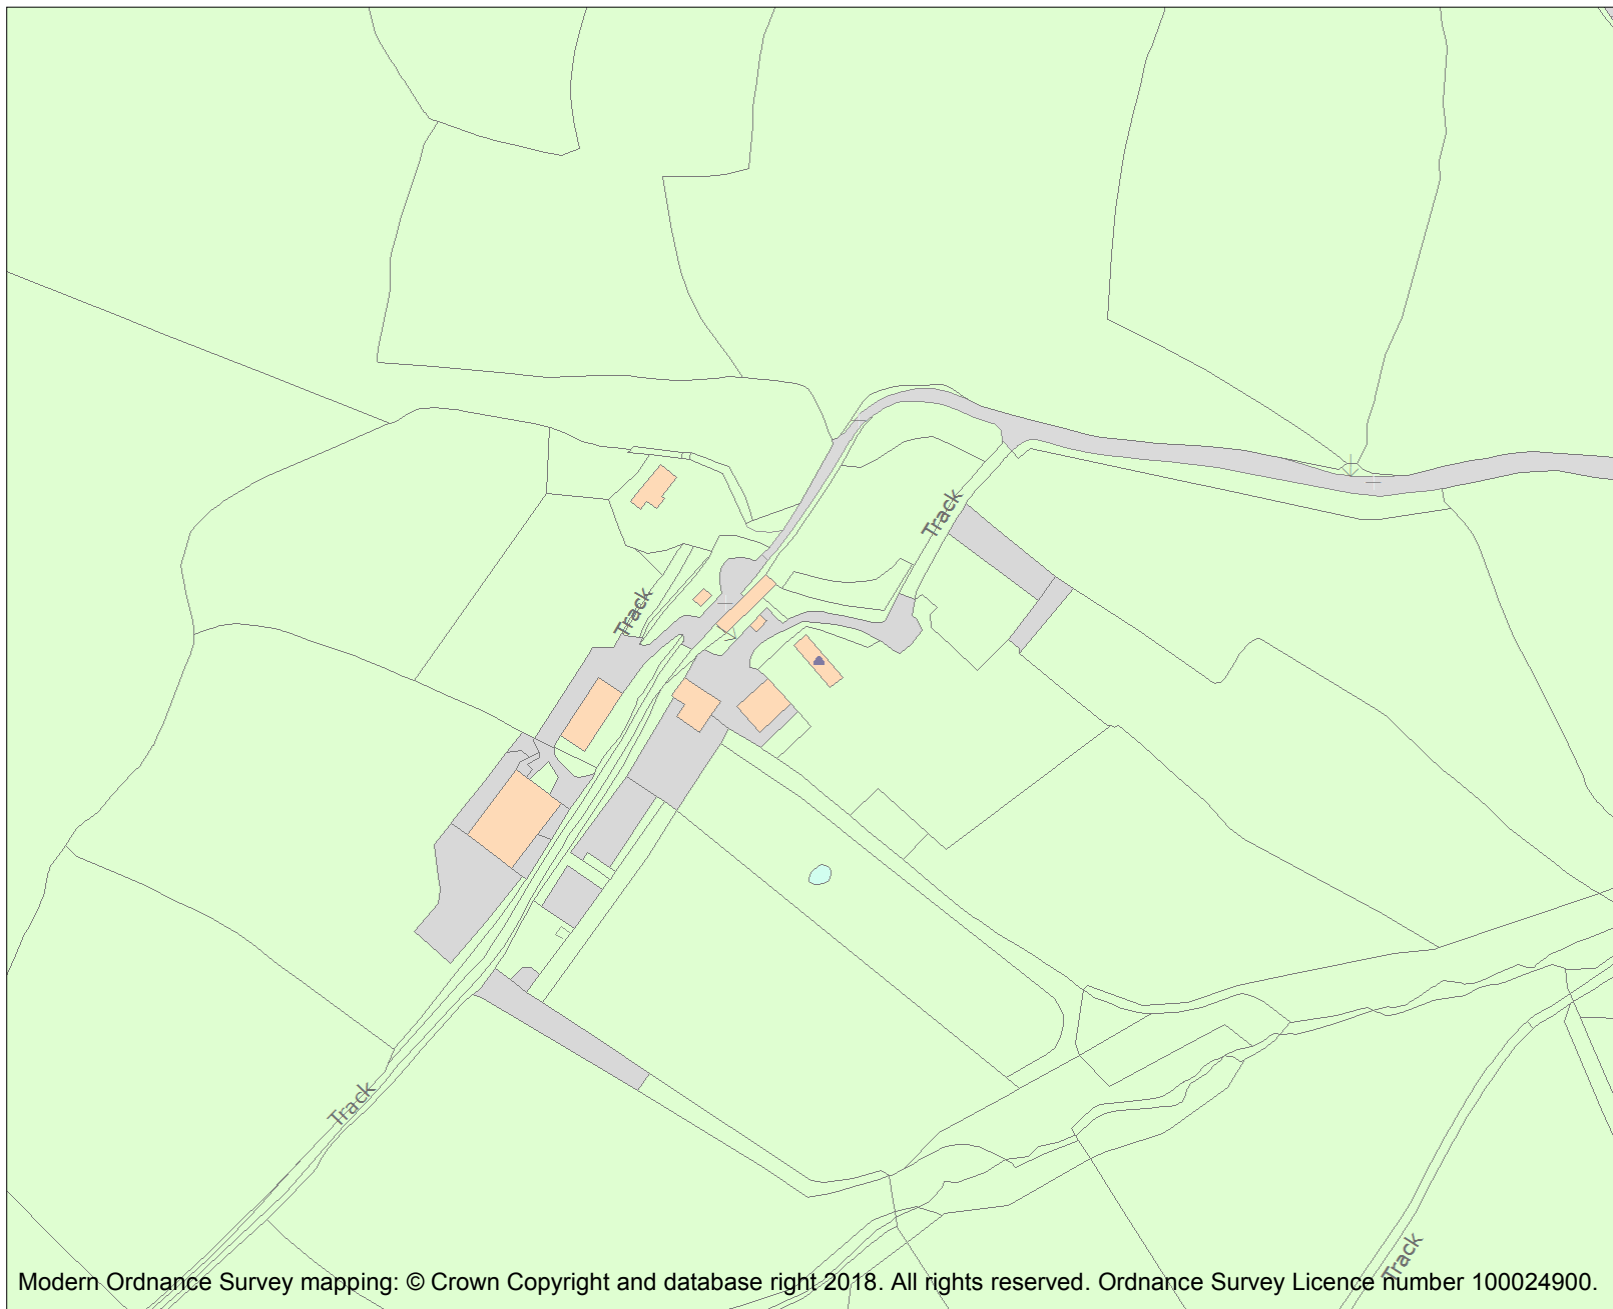 Track
Track
Track
Track
Modern Ordnance Survey mapping: © Crown Copyright and database right 2018. All rights reserved. Ordnance Survey Licence number 100024900.